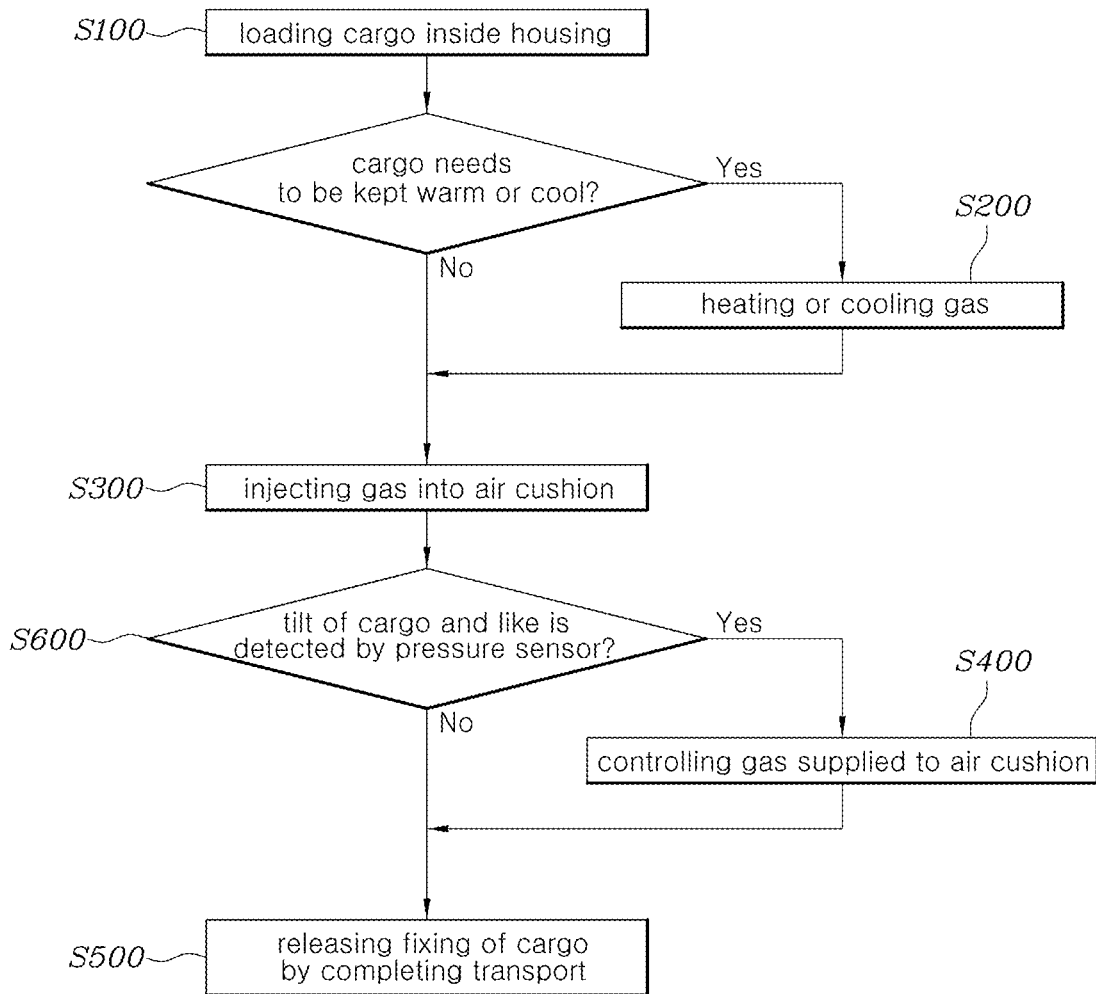 S100
loading cargo inside housing
cargo needs
to be kept warm or cool?
Yes
No
S200
heating or cooling gas
S300
injecting gas into air cushion
S600
tilt of cargo and like is
detected by pressure sensor?
Yes
No
S400
controlling gas supplied to air cushion
S500
releasing fixing of cargo
by completing transport